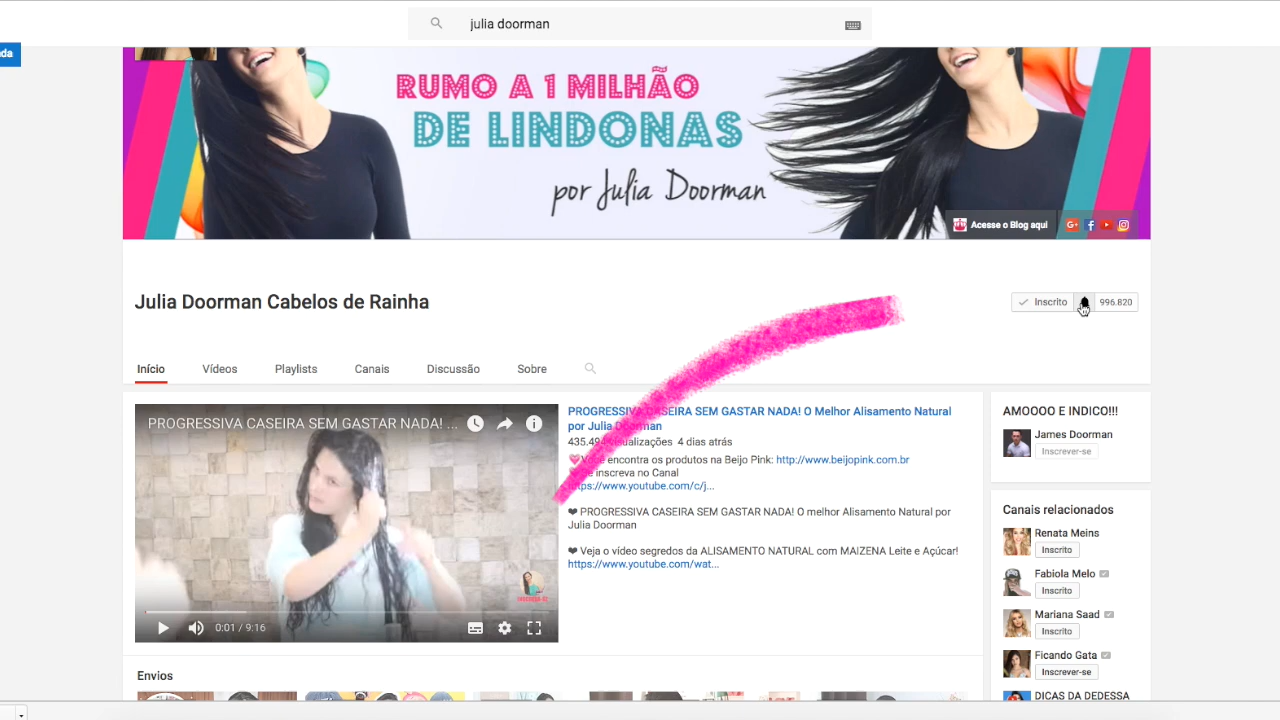 julia doorman
da
RUMO A 1 MILHÃO
DE LINDONAS
por Julia Doorman
Acesse o Blog aqui
Julia Doorman Cabelos de Rainha
Inscrito
996.820
Início Vídeos Playlists Canais Discussão Sobre
PROGRESSIVA CASEIRA SEM GASTAR NADA! ...
0:01 / 9:16
PROGRESSIVA CASEIRA SEM GASTAR NADA! O Melhor Alisamento Natural
por Julia Doorman
435.494 visualizações 4 dias atrás
Você encontra os produtos na Beijo Pink: http://www.beijopink.com.br
inscreva no Canal
https://www.youtube.com/c/j...
❤ PROGRESSIVA CASEIRA SEM GASTAR NADA! O melhor Alisamento Natural por
Julia Doorman
❤ Veja o vídeo segredos da ALISAMENTO NATURAL com MAIZENA Leite e Açúcar!
https://www.youtube.com/wat...
AMOOOO E INDICO!!!
James Doorman
Inscrever-se
Canais relacionados
Renata Meins
Inscrito
Fabiola Melo
Inscrito
Mariana Saad
Inscrito
Ficando Gata
Inscrever-se
DICAS DA DEDESSA
Envios